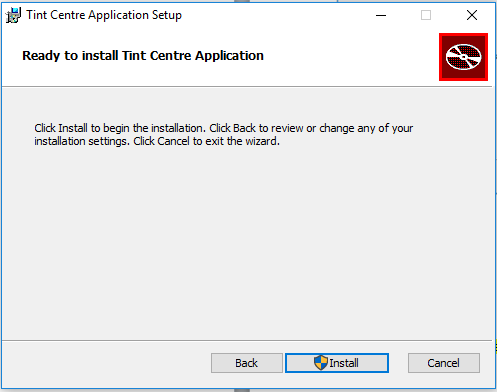 Tint Centre Application Setup
Ready to install Tint Centre Application
Click Install to begin the installation. Click Back to review or change any of your
installation settings. Click Cancel to exit the wizard.
Back Install Cancel